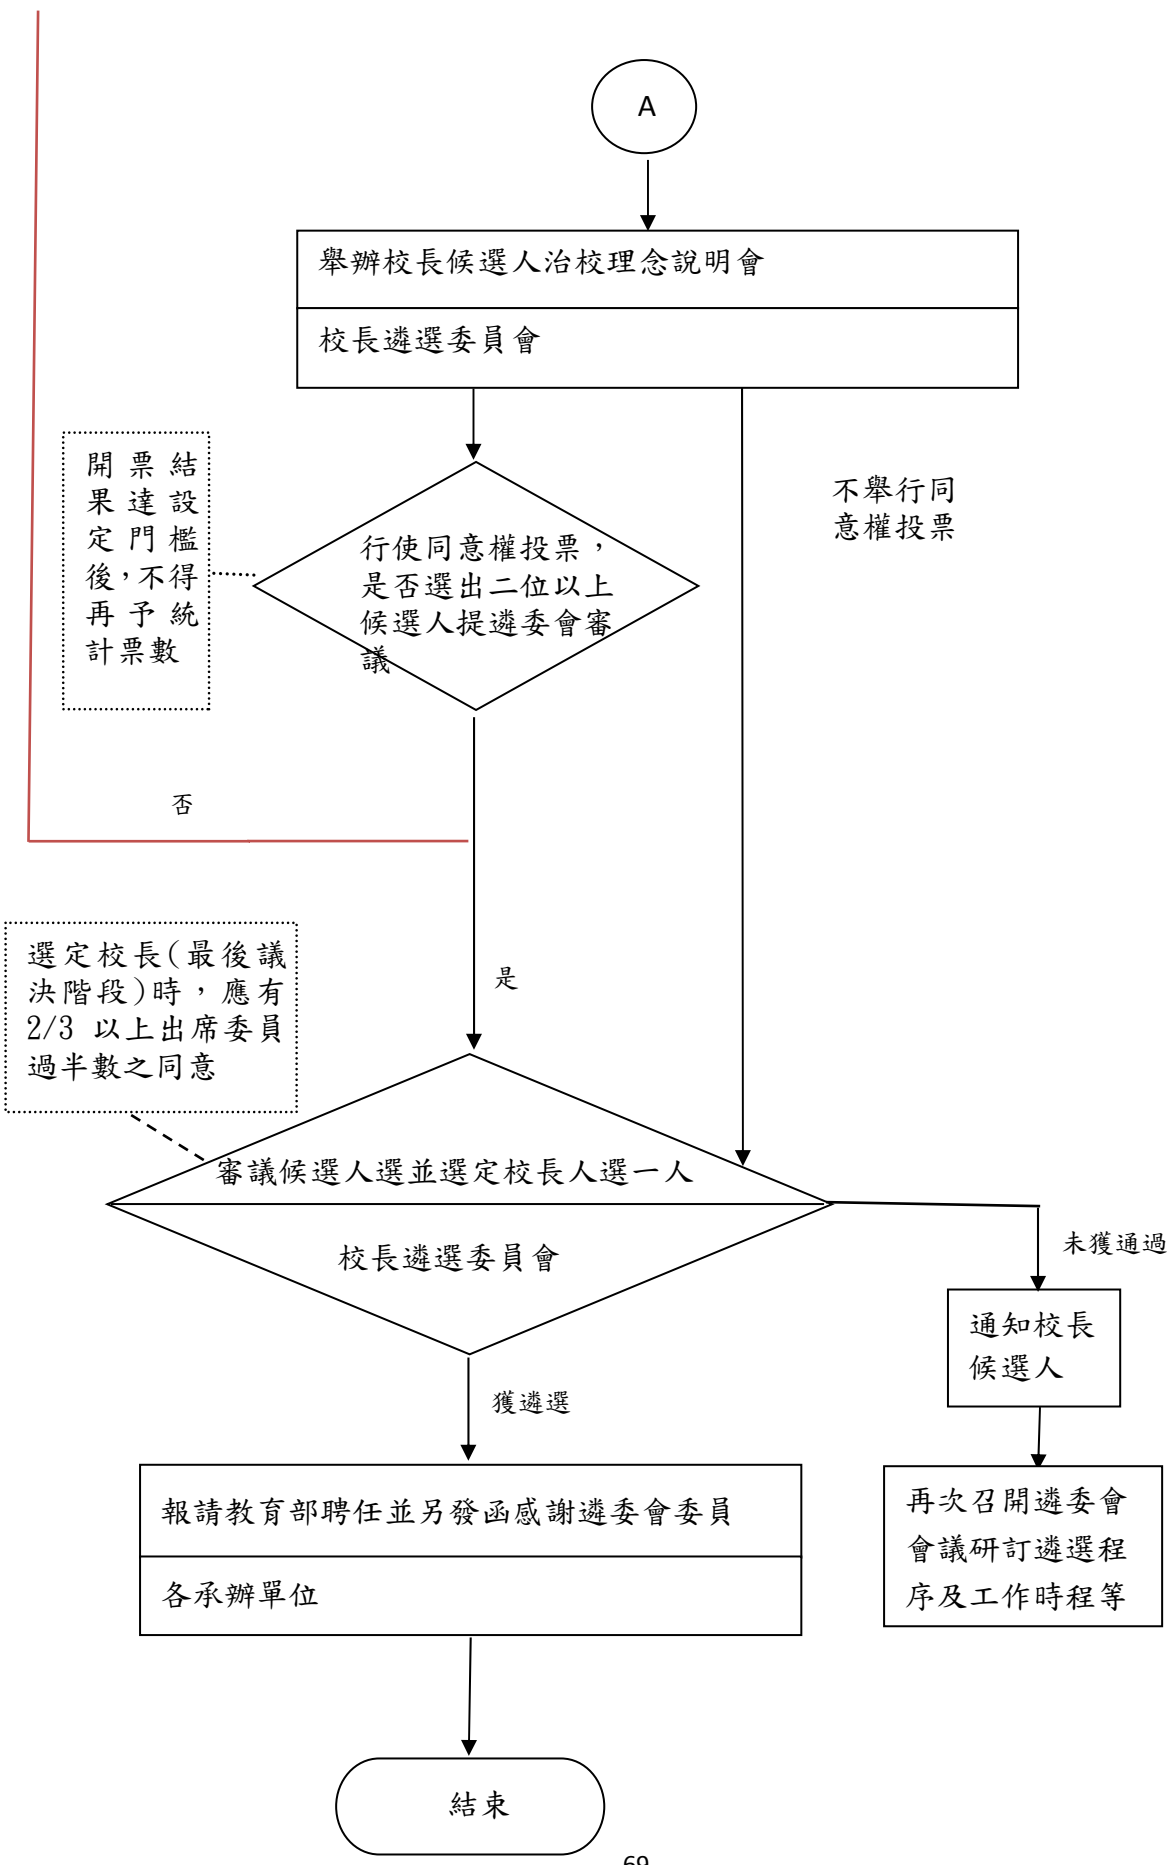 A
舉辦校長候選人治校理念說明會
校長遴選委員會
開票結
果達設
定門檻
後，不得
再予統
計票數
行使同意權投票，
是否選出二位以上
候選人提遴委會審
議
不舉行同
意權投票
否
選定校長(最後議
決階段)時，應有
2/3 以上出席委員
過半數之同意
是
審議候選人選並選定校長人選一人
校長遴選委員會
未獲通過
通知校長
候選人
獲遴選
報請教育部聘任並另發函感謝遴委會委員
各承辦單位
再次召開遴委會
會議研訂遴選程
序及工作時程等
結束
69